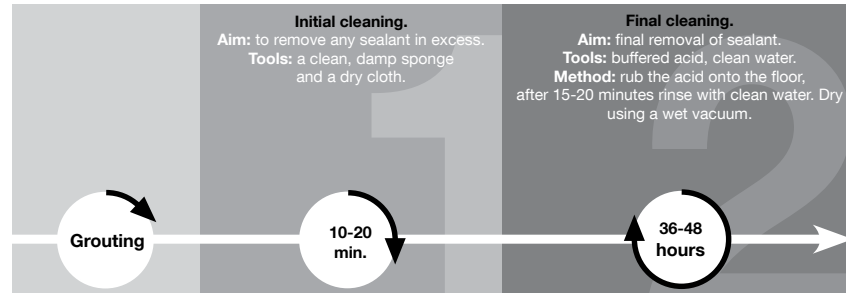 Initial cleaning.
Aim: to remove any sealant in excess.
Tools: a clean, damp sponge
and a dry cloth.
Final cleaning.
Aim: final removal of sealant.
Tools: buffered acid, clean water.
Method: rub the acid onto the floor,
after 15-20 minutes rinse with clean water. Dry
using a wet vacuum.
1
2
Grouting
10-20
min.
36-48
hours